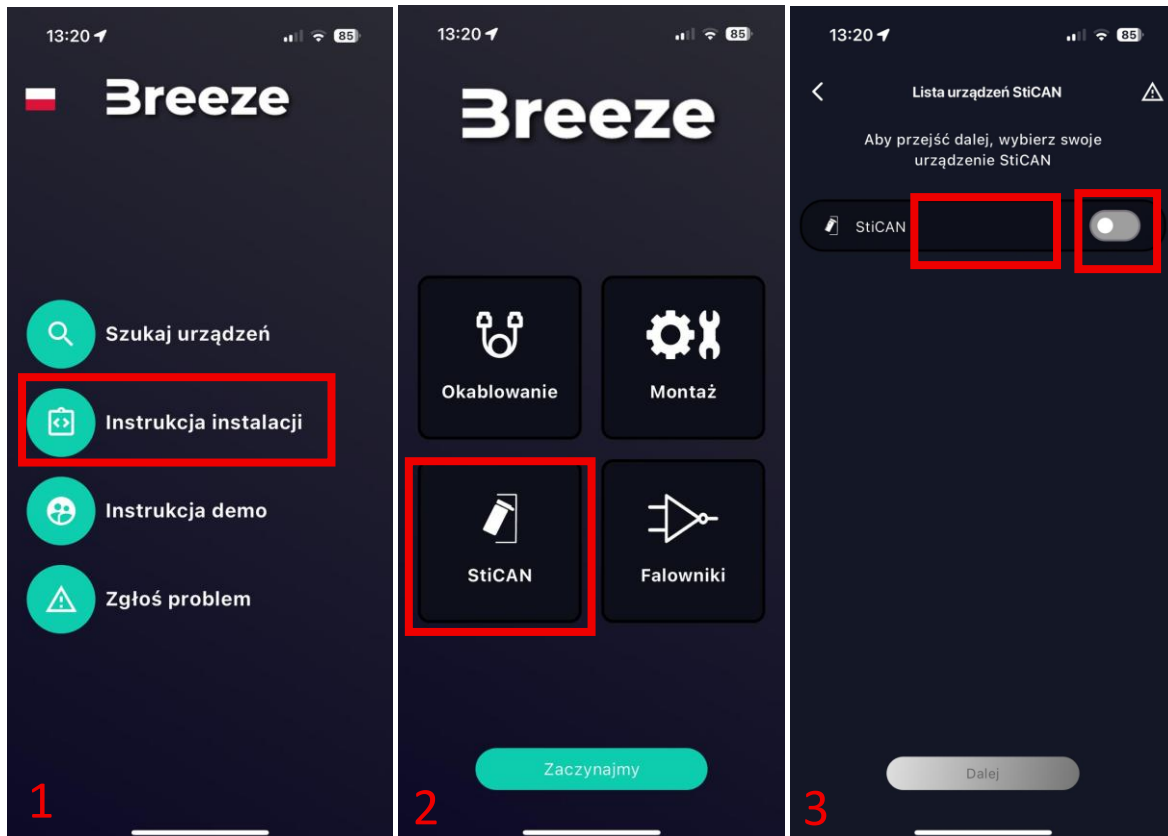 13:20
85
Breeze
Szukaj urządzeń
Instrukcja instalacji
Instrukcja demo
Zgłoś problem
1
13:20
85
Breeze
Okablowanie
Montaż
StiCAN
Falowniki
Zaczynajmy
2
13:20
85
Lista urządzeń StiCAN
Aby przejść dalej, wybierz swoje
urządzenie StiCAN
StiCAN
Dalej
3